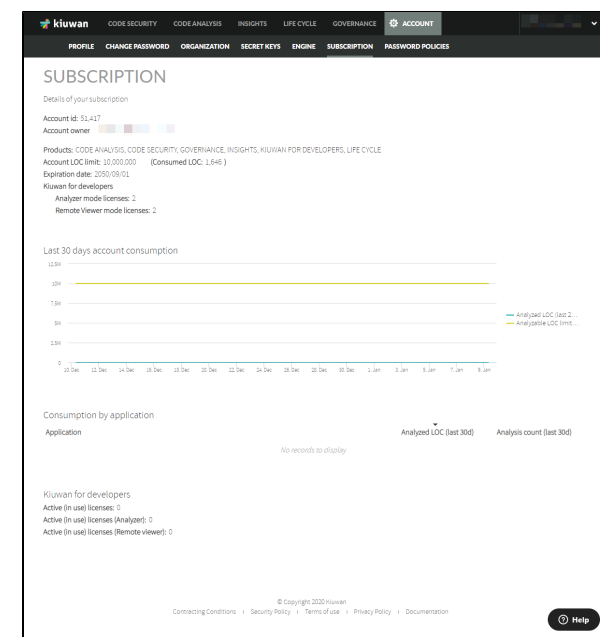 kiuwan CODE SECURITY CODE ANALYSIS INSIGHTS LIFE CYCLE GOVERNANCE ACCOUNT
PROFILE CHANGE PASSWORD ORGANIZATION SECRET KEYS ENGINE SUBSCRIPTION PASSWORD POLICIES
SUBSCRIPTION
Details of your subscription
Account id: 51,417
Account owner
Products: CODE ANALYSIS, CODE SECURITY, GOVERNANCE, INSIGHTS, KIUWAN FOR DEVELOPERS, LIFE CYCLE
Account LOC limit: 10,000,000 (Consumed LOC: 1,646 )
Expiration date: 2050/09/01
Kiuwan for developers
Analyzer mode licenses: 2
Remote Viewer mode licenses: 2
Last 30 days account consumption
12.5M
10M
7.5M
5M
2.5M
0
Analyzed LOC (last 2...
Analyzable LOC limit...
10. Dec 12. Dec 14. Dec 16. Dec 18. Dec 20. Dec 22. Dec 24. Dec 26. Dec 28. Dec 30. Dec 1. Jan 3. Jan 5. Jan 7. Jan 9. Jan
Consumption by application
Application Analyzed LOC (last 30d) Analysis count (last 30d)
No records to display
Kiuwan for developers
Active (in use) licenses: 0
Active (in use) licenses (Analyzer): 0
Active (in use) licenses (Remote viewer): 0
© Copyright 2020 Kiuwan
Contracting Conditions | Security Policy | Terms of use | Privacy Policy | Documentation
Help